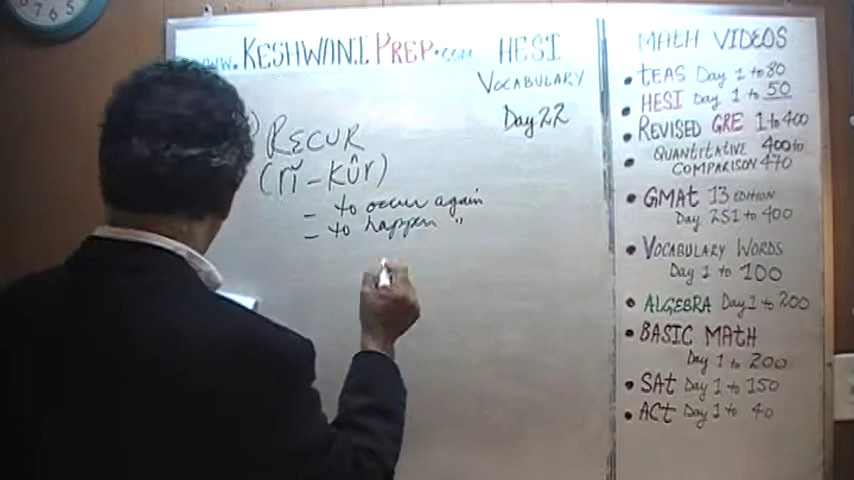 www.KESHWANI PREP.com HESI
VOCABULARY
Day 22
) RECUR
(rĭ-kûr)
- to occur again
- to happen "
MATH VIDEOS
• TEAS Day 1 to 80
• HESI Day 1 to 50
• REVISED GRE 1 to 400
• QUANTITATIVE 400 to
COMPARISON 470
• GMAT 13 EDITION
Day 251 to 400
• VOCABULARY WORDS
Day 1 to 100
• ALGEBRA Day 1 to 200
• BASIC MATH
Day 1 to 200
• SAT Day 1 to 150
• ACT Day 1 to 40
7 6 5